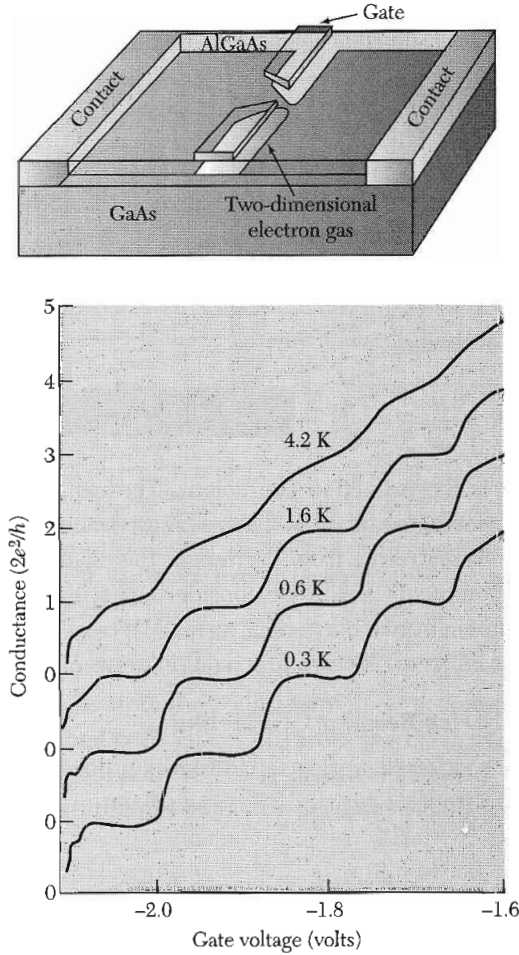 Gate
AlGaAs
Contact
Contact
GaAs
Two-dimensional
electron gas
5
4
3
2
1
0
0
0
0
Conductance (2e²/h)
4.2 K
1.6 K
0.6 K
0.3 K
−2.0
−1.8
−1.6
Gate voltage (volts)